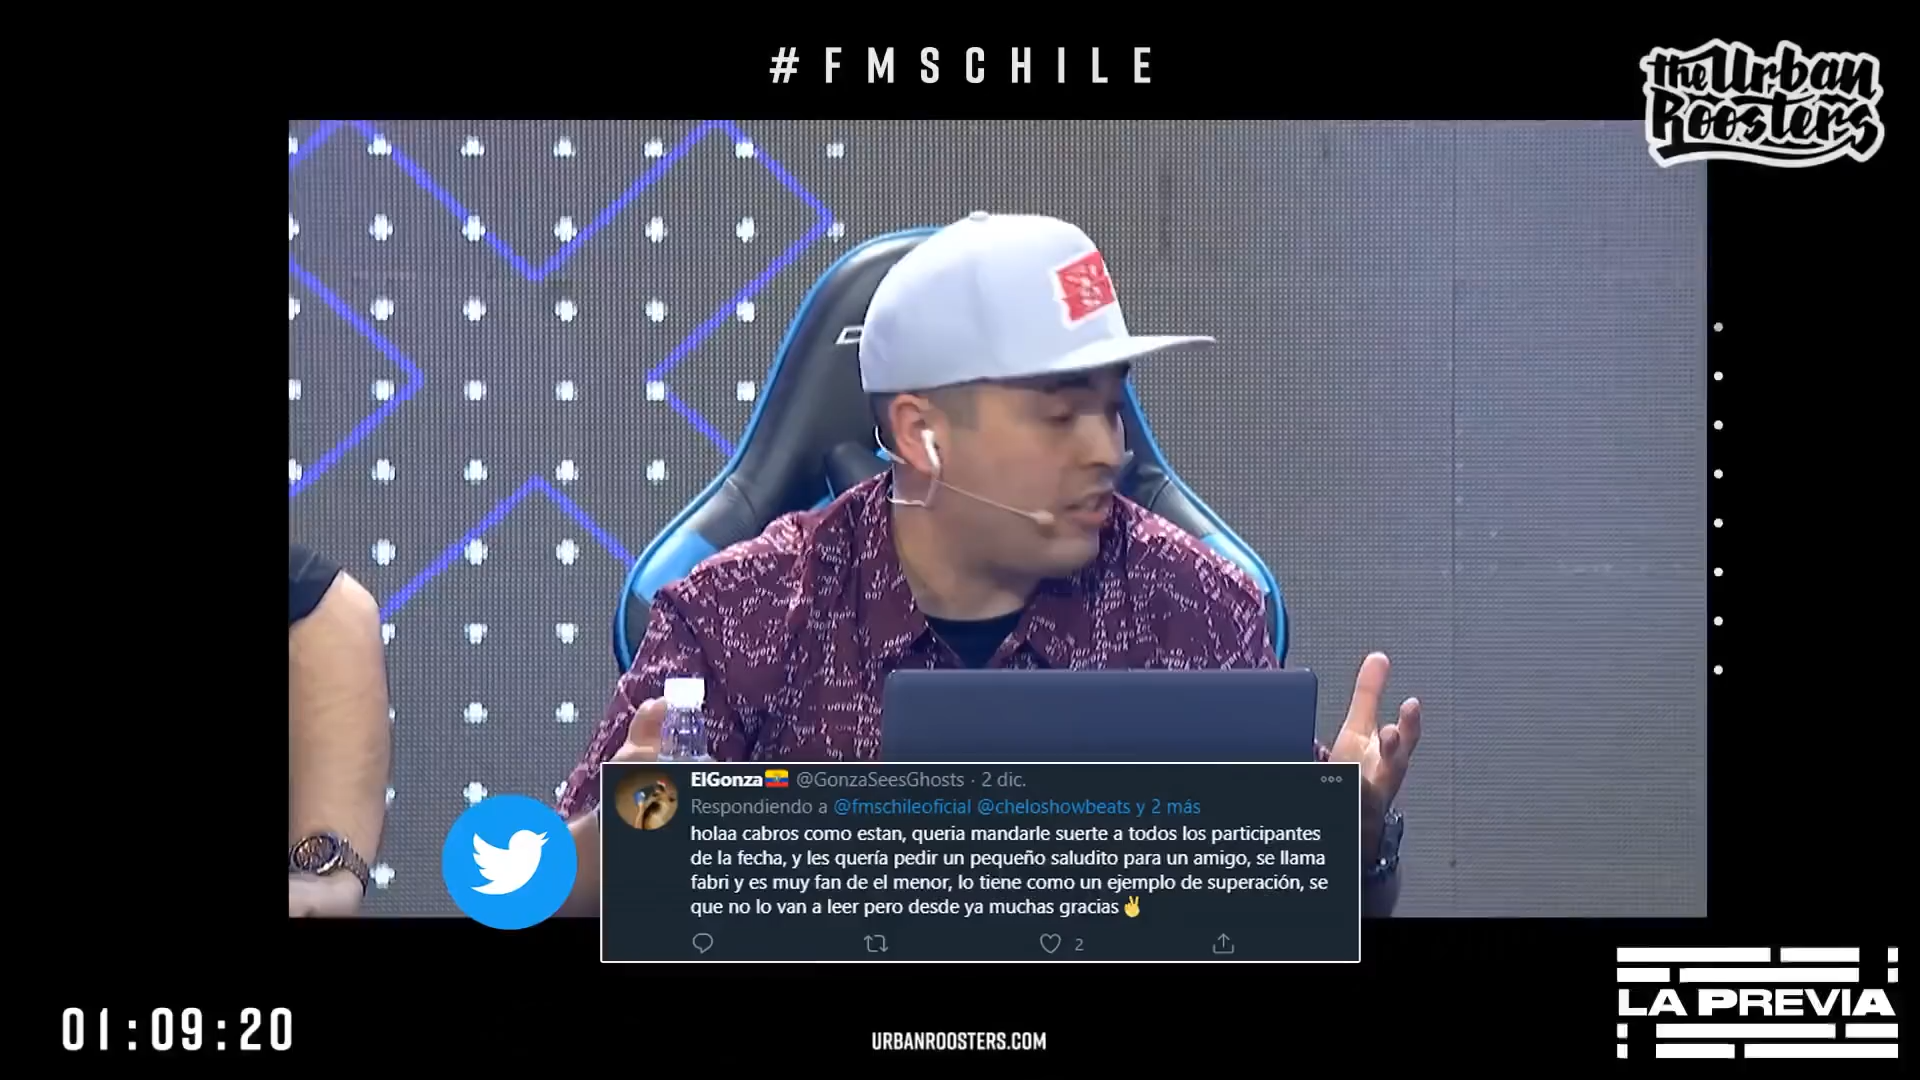 #FMSCHILE
the Urban
Roosters
ElGonza @GonzaSeesGhosts · 2 dic.
Respondiendo a @fmschileoficial @cheloshowbeats y 2 más
holaa cabros como estan, queria mandarle suerte a todos los participantes
de la fecha, y les quería pedir un pequeño saludito para un amigo, se llama
fabri y es muy fan de el menor, lo tiene como un ejemplo de superación, se
que no lo van a leer pero desde ya muchas gracias✌
2
01:09:20
URBANROOSTERS.COM
LA PREVIA